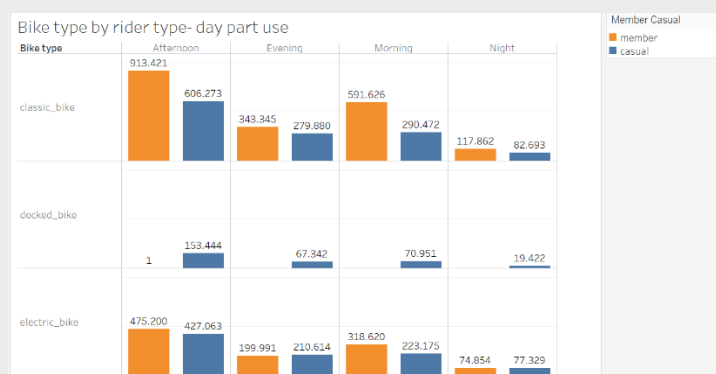 Bike type by rider type- day part use
Bike type Afternoon Evening Morning Night
913.421
606.273 591.626
classic_bike 343.345 279.880 290.472
117.862 82.693
docked_bike 153.444
1 67.342 70.951 19.422
electric_bike 475.200 427.063
318.620
199.991 210.614 223.175
74.854 77.329
Member Casual
member
casual